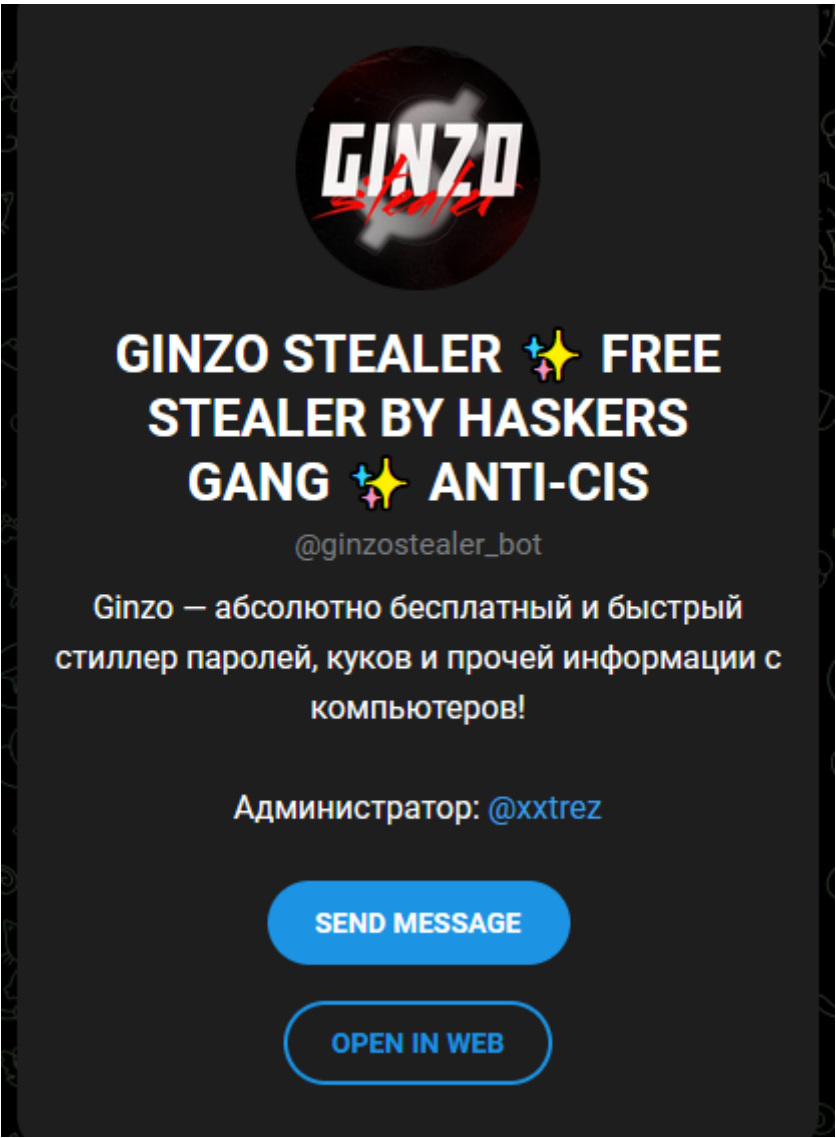 GINZO
stealer
GINZO STEALER ✨ FREE
STEALER BY HASKERS
GANG ✨ ANTI-CIS
@ginzostealer_bot
Ginzo — абсолютно бесплатный и быстрый
стиллер паролей, куков и прочей информации с
компьютеров!
Администратор: @xxtrez
SEND MESSAGE
OPEN IN WEB